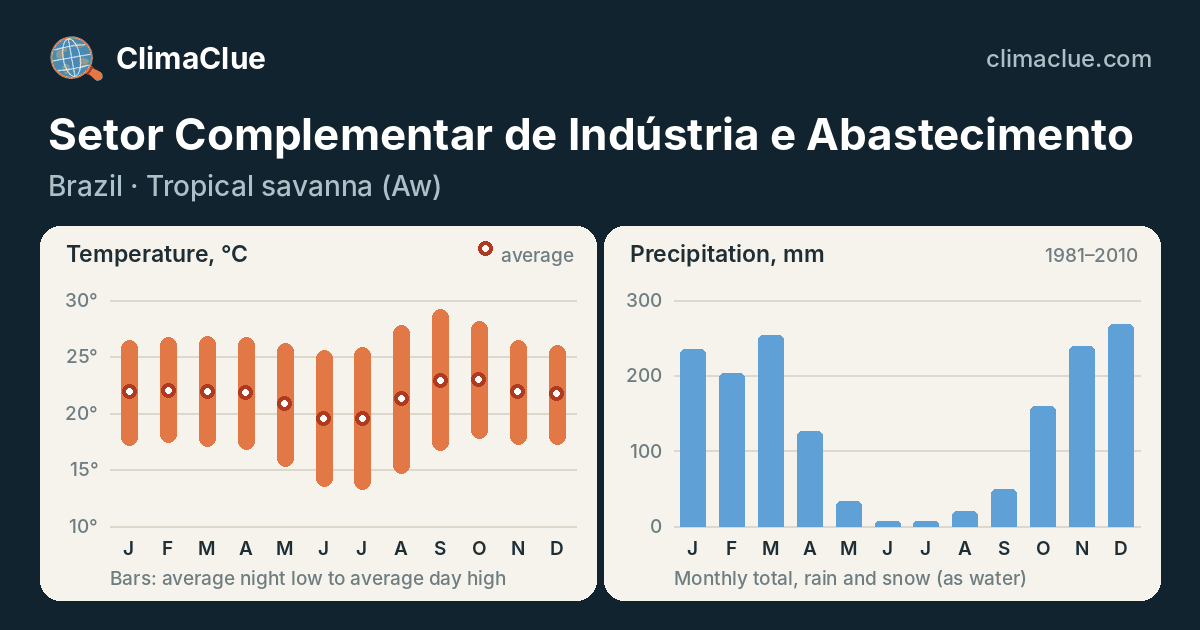 ClimaClue
climaclue.com
Setor Complementar de Indústria e Abastecimento
Brazil · Tropical savanna (Aw)
Temperature, °C
average
30°
25°
20°
15°
10°
J F M A M J J A S O N D
Bars: average night low to average day high
Precipitation, mm
1981–2010
300
200
100
0
J F M A M J J A S O N D
Monthly total, rain and snow (as water)